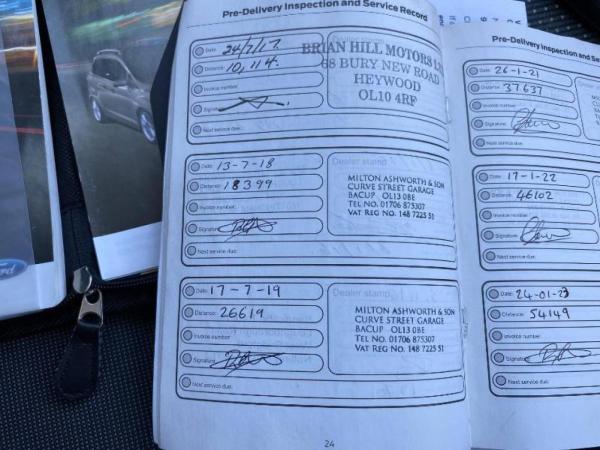 Pre-Delivery Inspection and Service Record
Date: 24/7/17.
Distance: 10,114.
Invoice number:
Signature
Next service due:
Dealer stamp
BRIAN HILL MOTORS
68 BURY NEW ROAD
HEYWOOD
OL10 4RF
Date: 13-7-18
Distance: 18399
Invoice number:
Signature:
Next service due:
Dealer stamp
MILTON ASHWORTH & SON
CURVE STREET GARAGE
BACUP OL13 0BE
TEL NO. 01706 875307
VAT REG NO. 148 7225 51
Date: 17-7-19
Distance: 26619
Invoice number
Signature
Next service due:
Dealer stamp
MILTON ASHWORTH & SON
CURVE STREET GARAGE
BACUP OL13 0BE
TEL NO. 01706 875307
VAT REG NO. 148 7225 51
24
Pre-Delivery Inspection and Se
Date: 26-1-21
Distance: 37637
Invoice number:
Signature:
Next service due:
Date: 17-1-22
Distance: 46102
Invoice number:
Signature:
Next service due:
Date: 24-01-23
Distance: 54149
Invoice number:
Signature
Next service due:
Ford